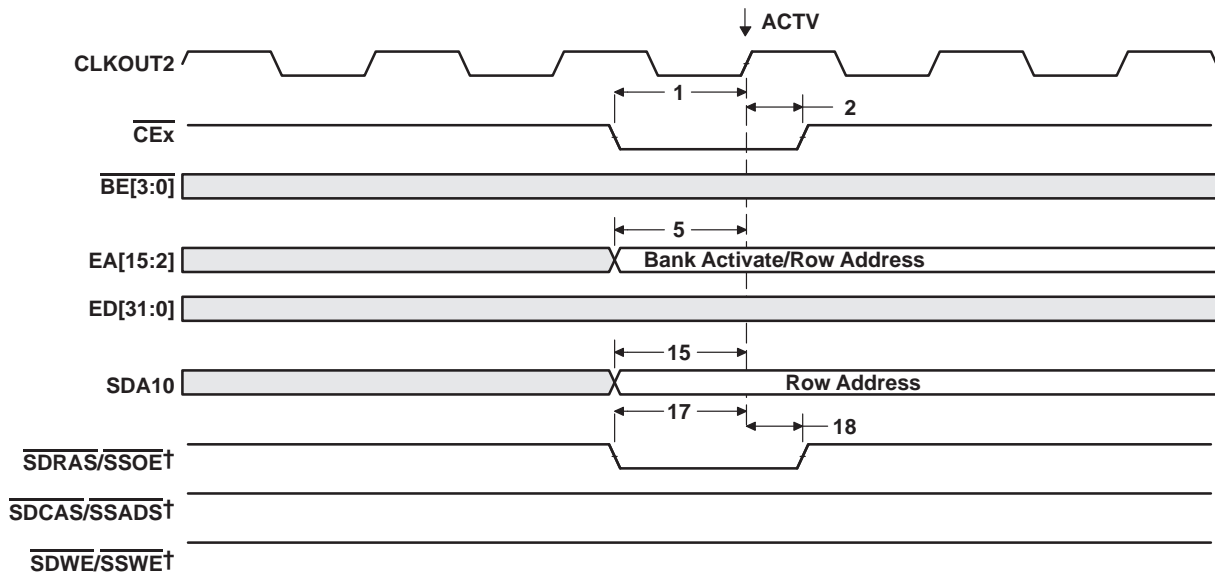 ACTV
CLKOUT2
1
2
CEx
BE[3:0]
5
EA[15:2]
Bank Activate/Row Address
ED[31:0]
15
SDA10
Row Address
17
18
SDRAS/SSOE†
SDCAS/SSADS†
SDWE/SSWE†